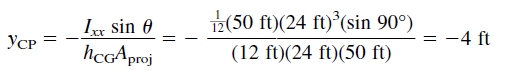 y_CP = − (I_xx sin θ)/(h_CG A_proj) = − (1/12 (50 ft)(24 ft)³(sin 90°))/((12 ft)(24 ft)(50 ft)) = −4 ft